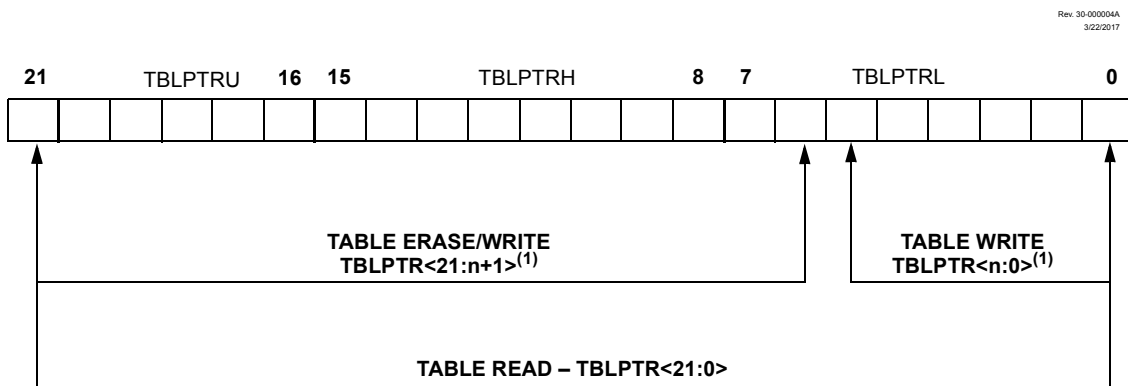 Rev. 30-000004A
3/22/2017
21 TBLPTRU 16 15 TBLPTRH 8 7 TBLPTRL 0
TABLE ERASE/WRITE TABLE WRITE
TBLPTR<21:n+1>(1) TBLPTR<n:0>(1)
TABLE READ – TBLPTR<21:0>